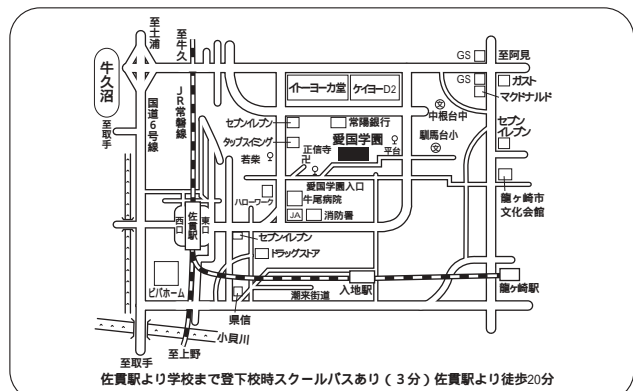 至土浦
至牛久
牛久沼
国道6号線
JR常磐線
至取手
GS
至阿見
GS
ガスト
マクドナルド
イトーヨーカ堂
ケイヨーD2
文
中根台中
セブンイレブン
常陽銀行
タップスイミング
正信寺
卍
愛国学園
平台
馴馬台小
文
セブン
イレブン
若柴
ハローワーク
愛国学園入口
牛尾病院
JA
消防署
龍ヶ崎市
文化会館
西口
佐貫駅
東口
セブンイレブン
ドラッグストア
ビバホーム
入地駅
龍ヶ崎駅
潮来街道
県信
小貝川
至取手
至上野
佐貫駅より学校まで登下校時スクールバスあり(3分)佐貫駅より徒歩20分